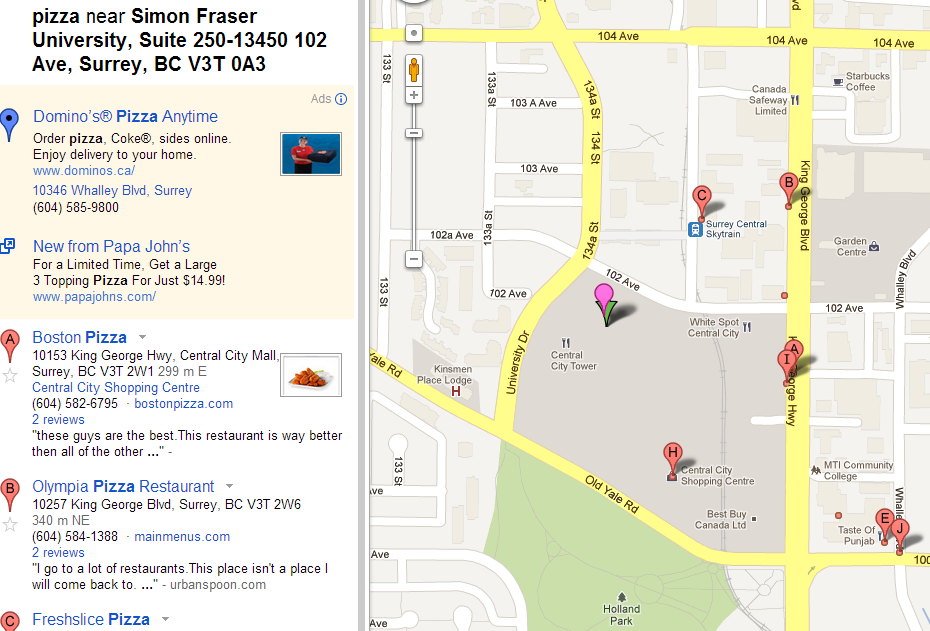 pizza near Simon Fraser
University, Suite 250-13450 102
Ave, Surrey, BC V3T 0A3
Ads
Domino's® Pizza Anytime
Order pizza, Coke®, sides online.
Enjoy delivery to your home.
www.dominos.ca/
10346 Whalley Blvd, Surrey
(604) 585-9800
New from Papa John's
For a Limited Time, Get a Large
3 Topping Pizza For Just $14.99!
www.papajohns.com/
A
Boston Pizza
10153 King George Hwy, Central City Mall,
Surrey, BC V3T 2W1 299 m E
Central City Shopping Centre
(604) 582-6795 · bostonpizza.com
2 reviews
"these guys are the best.This restaurant is way better
then all of the other ..." -
B
Olympia Pizza Restaurant
10257 King George Blvd, Surrey, BC V3T 2W6
340 m NE
(604) 584-1388 · mainmenus.com
2 reviews
"I go to a lot of restaurants.This place isn't a place I
will come back to. ..." - urbanspoon.com
C
Freshslice Pizza
vd
104 Ave
104 Ave
104 Ave
133 St
133a St
134a St
134 St
Starbucks
Coffee
Canada
Safeway Limited
103 A Ave
103 Ave
King George Blvd
B
C
Surrey Central
Skytrain
133a St
134a St
102a Ave
Garden
Centre
Whalley Blvd
133 St
102 Ave
102 Ave
102 Ave
White Spot
Central City
University Dr
Central
City Tower
A
I
King George Hwy
ale Rd
Kinsmen
Place Lodge
H
H
Central City
Shopping Centre
MTI Community
College
133 St
Old Yale Rd
Ave
Best Buy
Canada Ltd
Whalle
E
J
Taste Of
Punjab
Ave
100
Holland
Park
Ave